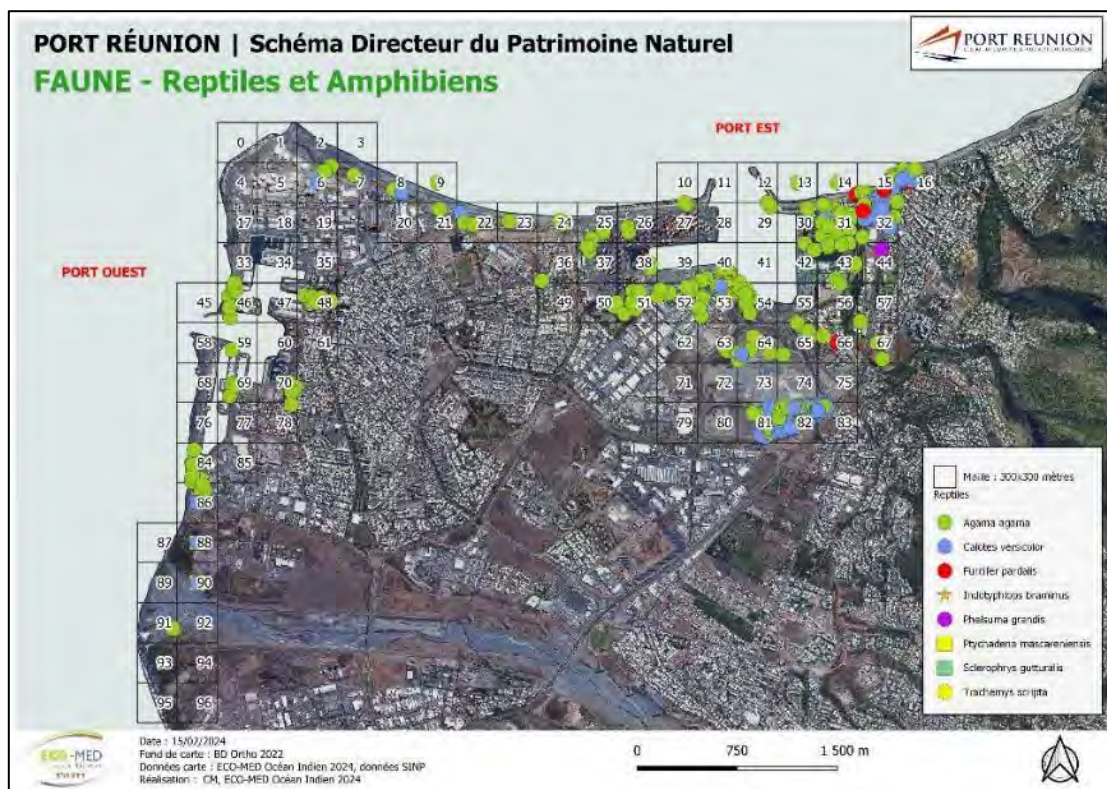 PORT RÉUNION | Schéma Directeur du Patrimoine Naturel
FAUNE - Reptiles et Amphibiens
PORT REUNION
PORT EST
PORT OUEST
0 1 2 3
4 5 6 7 8 9 10 11 12 13 14 15 16
17 18 19 20 21 22 23 24 25 26 27 28 29 30 31 32
33 34 35 36 37 38 39 40 41 42 43 44
45 46 47 48 49 50 51 52 53 54 55 56 57
58 59 60 61 62 63 64 65 66 67
68 69 70 71 72 73 74 75
76 77 78 79 80 81 82 83
84 85
86
87 88
89 90
91 92
93 94
95 96
Maille : 300x300 mètres
Reptiles
Agama agama
Calotes versicolor
Furcifer pardalis
Indotyphlops braminus
Phelsuma grandis
Ptychadena mascareniensis
Sclerophrys gutturalis
Trachemys scripta
ECO-MED
Date : 15/02/2024
Fond de carte : BD Ortho 2022
Données carte : ECO-MED Océan Indien 2024, données SINP
Réalisation : CM, ECO-MED Océan Indien 2024
0 750 1 500 m